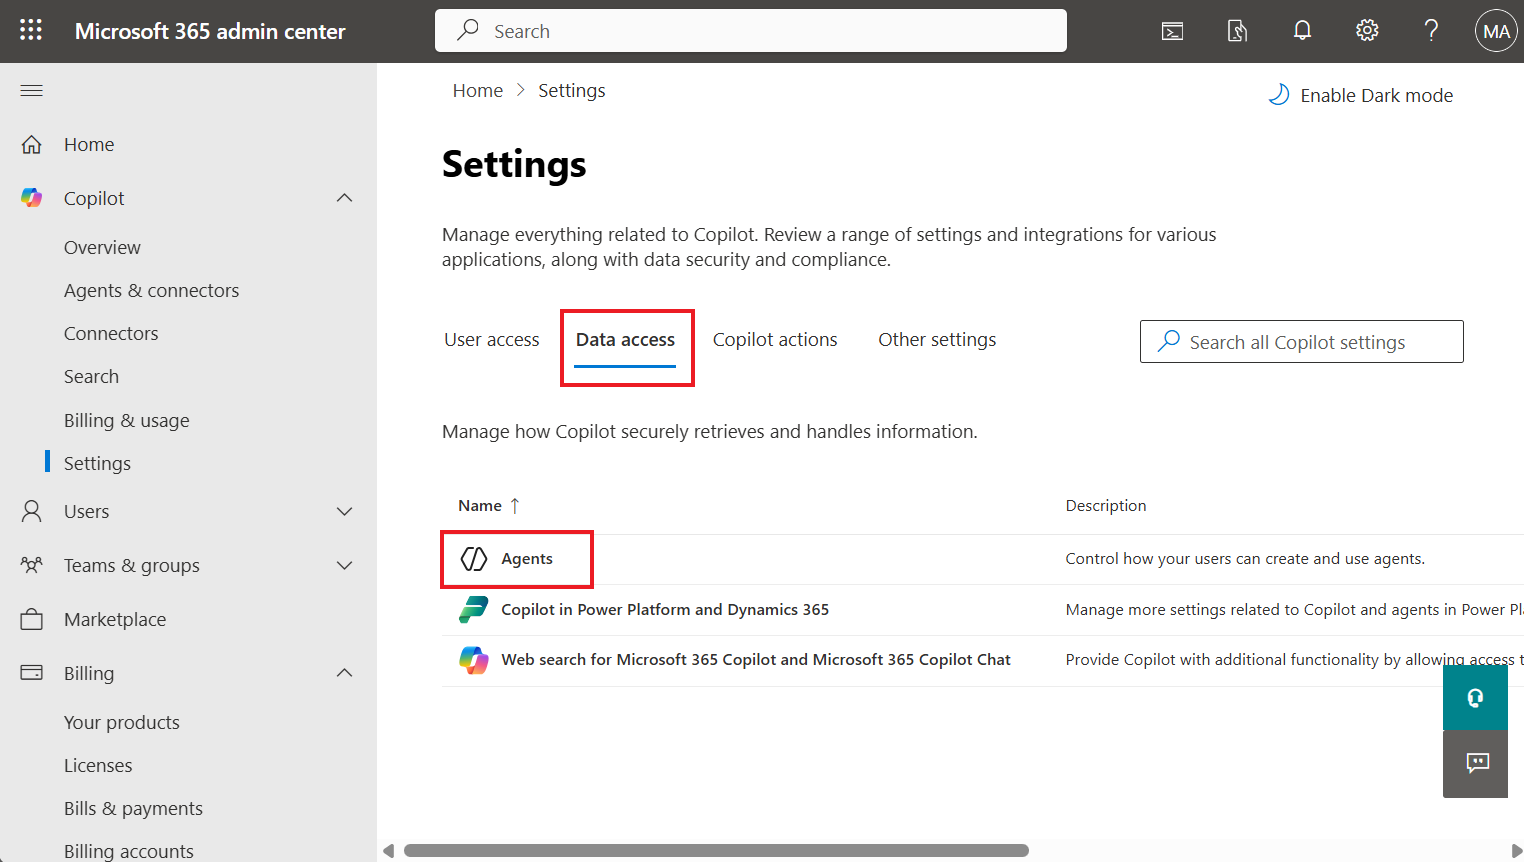 Microsoft 365 admin center
Search
MA
Home
Copilot
Overview
Agents & connectors
Connectors
Search
Billing & usage
Settings
Users
Teams & groups
Marketplace
Billing
Your products
Licenses
Bills & payments
Billing accounts
Home > Settings
Enable Dark mode
Settings
Manage everything related to Copilot. Review a range of settings and integrations for various
applications, along with data security and compliance.
User access Data access Copilot actions Other settings
Search all Copilot settings
Manage how Copilot securely retrieves and handles information.
Name ↑ Description
Agents Control how your users can create and use agents.
Copilot in Power Platform and Dynamics 365 Manage more settings related to Copilot and agents in Power Pl
Web search for Microsoft 365 Copilot and Microsoft 365 Copilot Chat Provide Copilot with additional functionality by allowing access t